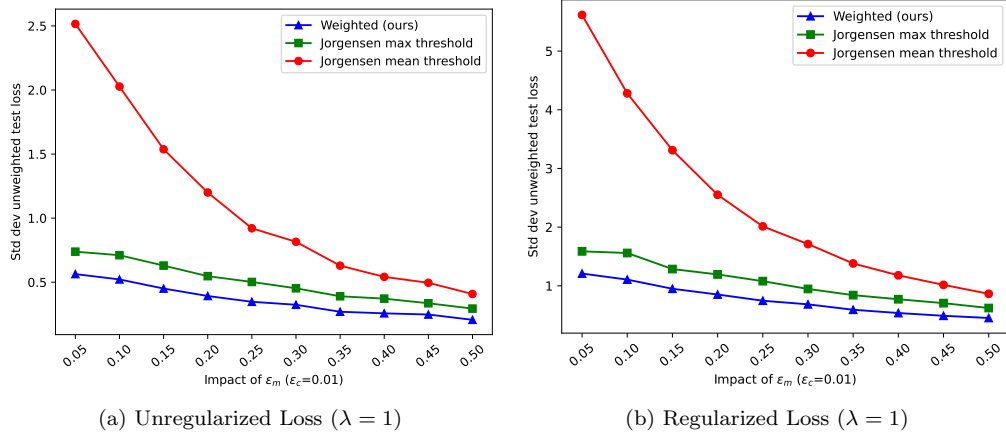 Weighted (ours)
Jorgensen max threshold
Jorgensen mean threshold
Std dev unweighted test loss
2.5
2.0
1.5
1.0
0.5
0.05 0.10 0.15 0.20 0.25 0.30 0.35 0.40 0.45 0.50
Impact of εm (εc=0.01)
(a) Unregularized Loss (λ = 1)
Weighted (ours)
Jorgensen max threshold
Jorgensen mean threshold
Std dev unweighted test loss
5
4
3
2
1
0.05 0.10 0.15 0.20 0.25 0.30 0.35 0.40 0.45 0.50
Impact of εm (εc=0.01)
(b) Regularized Loss (λ = 1)